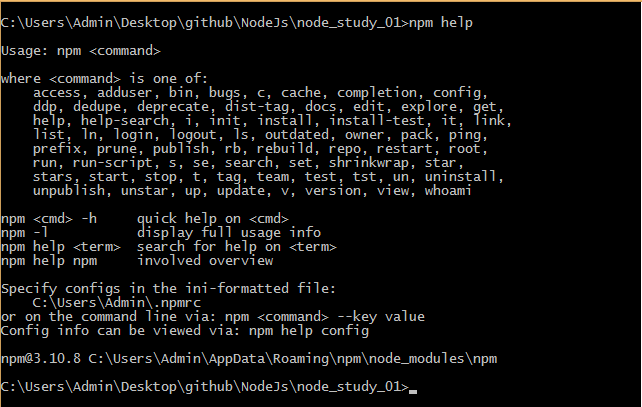 C:\Users\Admin\Desktop\github\NodeJs\node_study_01>npm help
Usage: npm <command>
where <command> is one of:
    access, adduser, bin, bugs, c, cache, completion, config,
    ddp, dedupe, deprecate, dist-tag, docs, edit, explore, get,
    help, help-search, i, init, install, install-test, it, link,
    list, ln, login, logout, ls, outdated, owner, pack, ping,
    prefix, prune, publish, rb, rebuild, repo, restart, root,
    run, run-script, s, se, search, set, shrinkwrap, star,
    stars, start, stop, t, tag, team, test, tst, un, uninstall,
    unpublish, unstar, up, update, v, version, view, whoami
npm <cmd> -h     quick help on <cmd>
npm -l           display full usage info
npm help <term>  search for help on <term>
npm help npm     involved overview
Specify configs in the ini-formatted file:
    C:\Users\Admin\.npmrc
or on the command line via: npm <command> --key value
Config info can be viewed via: npm help config
npm@3.10.8 C:\Users\Admin\AppData\Roaming\npm\node_modules\npm
C:\Users\Admin\Desktop\github\NodeJs\node_study_01>